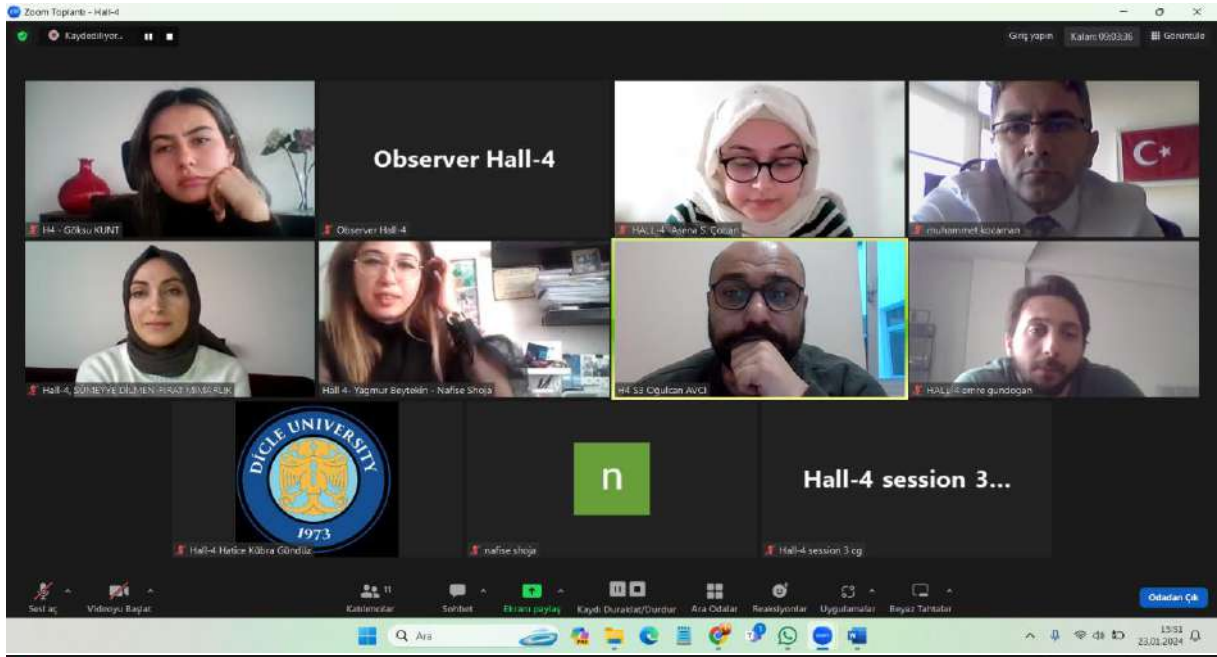 Zoom Toplantı - Hall-4
Kaydediliyor...
Giriş yapın
Kalan: 09:03:36
Görüntüle
H4 - Göksu KUNT
Observer Hall-4
Observer Hall-4
HALL-4- Asena S. Çoban
muhammet kocaman
Hall-4, SÜMEYYE DİLMEN-FIRAT MİMARLIK
Hall 4- Yagmur Beytekin - Nafise Shoja
H4 S3 Oğulcan AVCI
HALL-4 emre gundogan
DİCLE UNIVERSITY
1973
Hall-4 Hatice Kübra Gündüz
n
nafise shoja
Hall-4 session 3...
Hall-4 session 3 cg
Sesi aç
Videoyu Başlat
11
Katılımcılar
Sohbet
Ekranı paylaş
Kaydı Duraklat/Durdur
Ara Odalar
Reaksiyonlar
Uygulamalar
Beyaz Tahtalar
Odadan Çık
Ara
15:51
23.01.2024